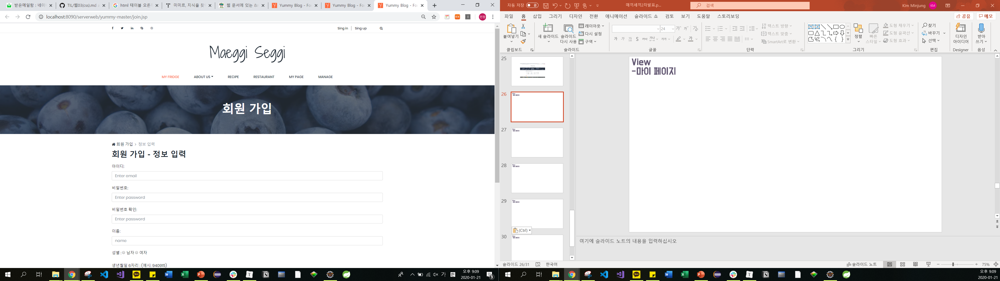 받은메일함 : 네이
TIL/웹03(css).md a
html 테이블 오른
미미르, 지식을 찾
웹 문서에 있는 &n
Yummy Blog - Fo
Yummy Blog - Fo
Yummy Blog - Fo
localhost:8090/serverweb/yummy-master/join.jsp
EX
민정
Sing in | Sing up
Maeggi Seggi
MY FRIDGE ABOUT US RECIPE RESTAURANT MY PAGE MANAGE
회원 가입
회원 가입 > 정보 입력
회원 가입 - 정보 입력
아이디:
Enter email
비밀번호:
Enter password
비밀번호 확인:
Enter password
이름:
name
성별 : 남자 여자
생년월일 6자리 : (예시: 940915)
오후 9:09
2020-01-21
가 한
3
자동 저장 끔
매끼세끼2차발표.p...
검색
Kim Minjung KM
파일 홈 삽입 그리기 디자인 전환 애니메이션 슬라이드 쇼 검토 보기 도움말 스토리보딩
공유 메모
붙여넣기
클립보드
새 슬라이드
슬라이드 다시 사용
레이아웃
다시 설정
구역
슬라이드
24
글꼴
텍스트 방향
텍스트 맞춤
SmartArt로 변환
단락
정렬
빠른 스타일
도형 채우기
도형 윤곽선
도형 효과
그리기
찾기
바꾸기
선택
편집
디자인 아이디어
Designer
받아쓰기
음성
25
26
27
28
29
30
(Ctrl)
View
-마이 페이지
여기에 슬라이드 노트의 내용을 입력하십시오
슬라이드 26/31 한국어
슬라이드 노트
75%
오후 9:09
2020-01-21